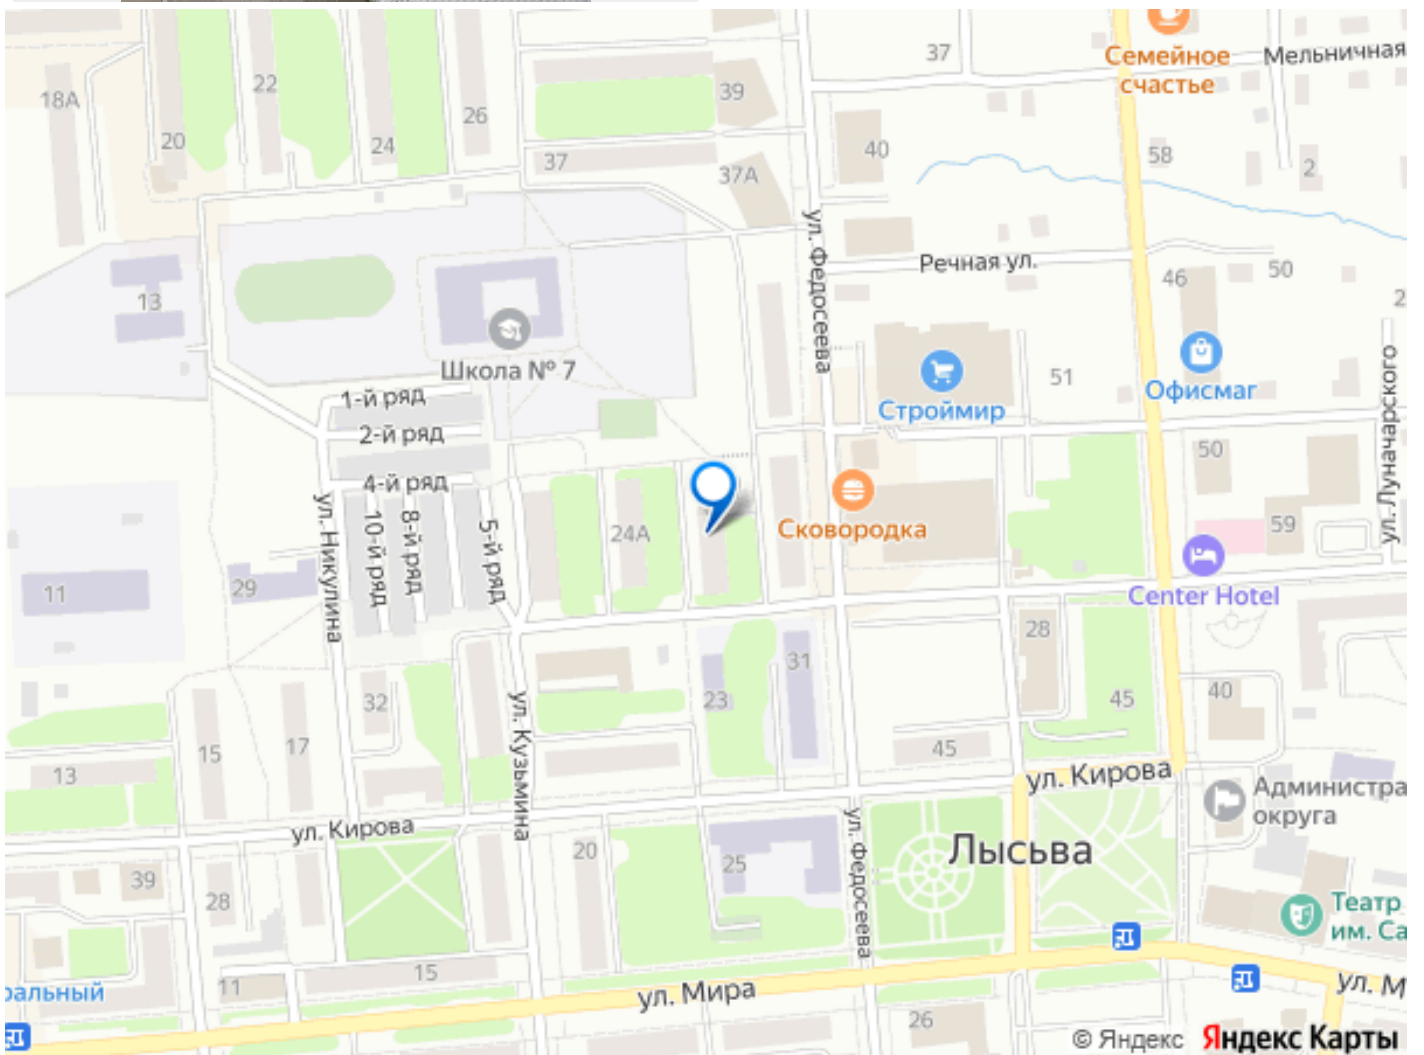 37
Семейное
счастье
Мельничная
18А
22
39
26
20
24
40
58
37
37А
2
ул. Федосеева
Речная ул.
46
50
13
2
Школа № 7
1-й ряд
51
Строймир
Офисмаг
ул. Луначарского
2-й ряд
50
4-й ряд
ул. Никулина
10-й ряд
8-й ряд
5-й ряд
24А
Сковородка
59
11
29
Center Hotel
28
31
32
23
45
40
15
17
ул. Кузьмина
45
13
ул. Кирова
Администра
округа
ул. Кирова
ул. Федосеева
Лысьва
20
25
39
28
Театр
им. Са
15
11
ральный
ул. Мира
ул. М
26
© Яндекс Яндекс Карты